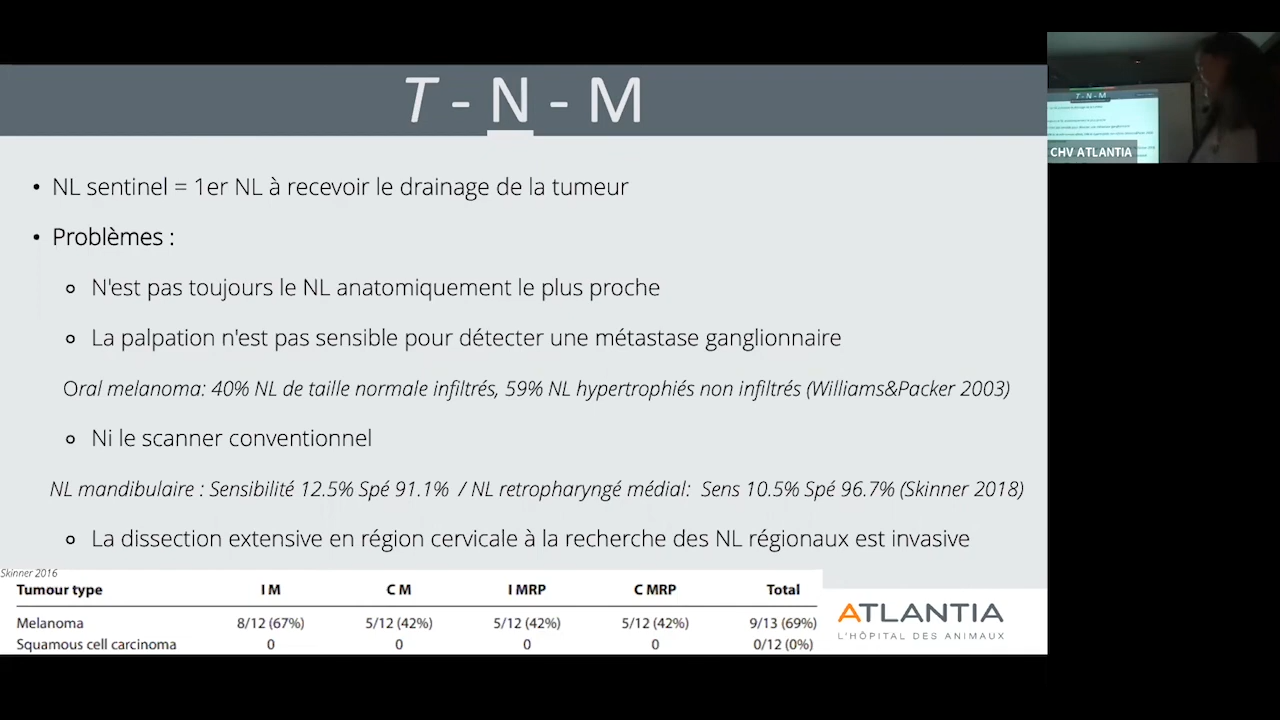 T - N - M
• NL sentinel = 1er NL à recevoir le drainage de la tumeur
• Problèmes :
N'est pas toujours le NL anatomiquement le plus proche
La palpation n'est pas sensible pour détecter une métastase ganglionnaire
Oral melanoma: 40% NL de taille normale infiltrés, 59% NL hypertrophiés non infiltrés (Williams&Packer 2003)
Ni le scanner conventionnel
NL mandibulaire : Sensibilité 12.5% Spé 91.1% / NL retropharyngé médial: Sens 10.5% Spé 96.7% (Skinner 2018)
La dissection extensive en région cervicale à la recherche des NL régionaux est invasive
Skinner 2016
Tumour type I M C M I MRP C MRP Total
Melanoma 8/12 (67%) 5/12 (42%) 5/12 (42%) 5/12 (42%) 9/13 (69%)
Squamous cell carcinoma 0 0 0 0 0/12 (0%)
ATLANTIA
L'HÔPITAL DES ANIMAUX
T - N - M
CHV ATLANTIA